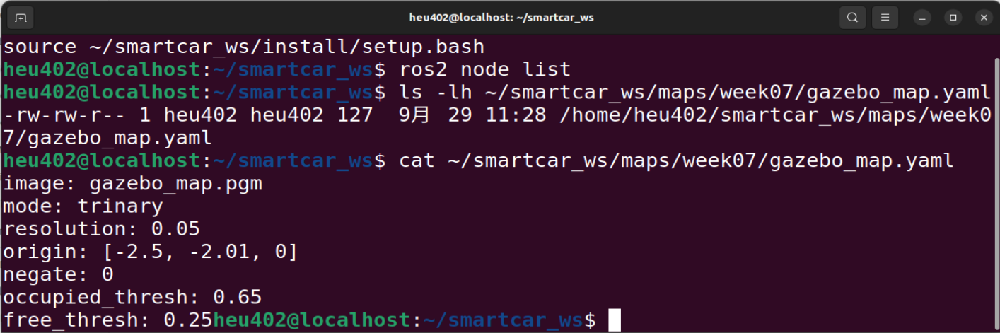 heu402@localhost: ~/smartcar_ws
source ~/smartcar_ws/install/setup.bash
heu402@localhost:~/smartcar_ws$ ros2 node list
heu402@localhost:~/smartcar_ws$ ls -lh ~/smartcar_ws/maps/week07/gazebo_map.yaml
-rw-rw-r-- 1 heu402 heu402 127  9月  29 11:28 /home/heu402/smartcar_ws/maps/week0
7/gazebo_map.yaml
heu402@localhost:~/smartcar_ws$ cat ~/smartcar_ws/maps/week07/gazebo_map.yaml
image: gazebo_map.pgm
mode: trinary
resolution: 0.05
origin: [-2.5, -2.01, 0]
negate: 0
occupied_thresh: 0.65
free_thresh: 0.25heu402@localhost:~/smartcar_ws$